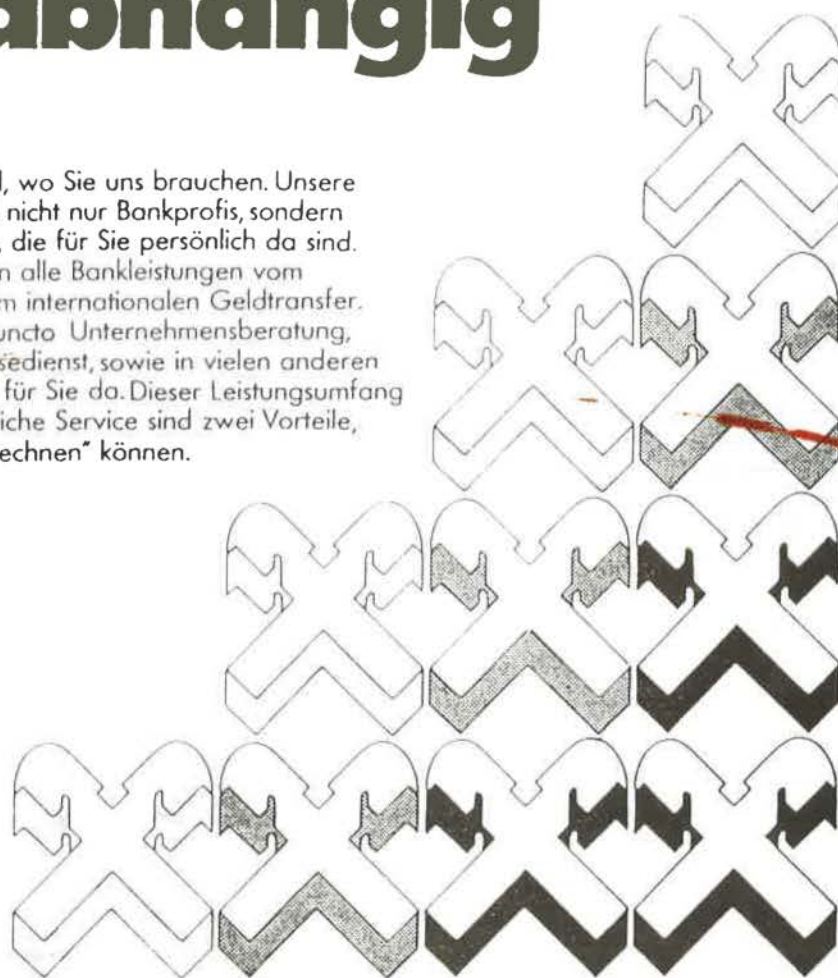 abhängig
, wo Sie uns brauchen. Unsere
nicht nur Bankprofis, sondern
, die für Sie persönlich da sind.
n alle Bankleistungen vom
m internationalen Geldtransfer.
uncto Unternehmensberatung,
sedienst, sowie in vielen anderen
für Sie da. Dieser Leistungsumfang
iche Service sind zwei Vorteile,
echnen" können.